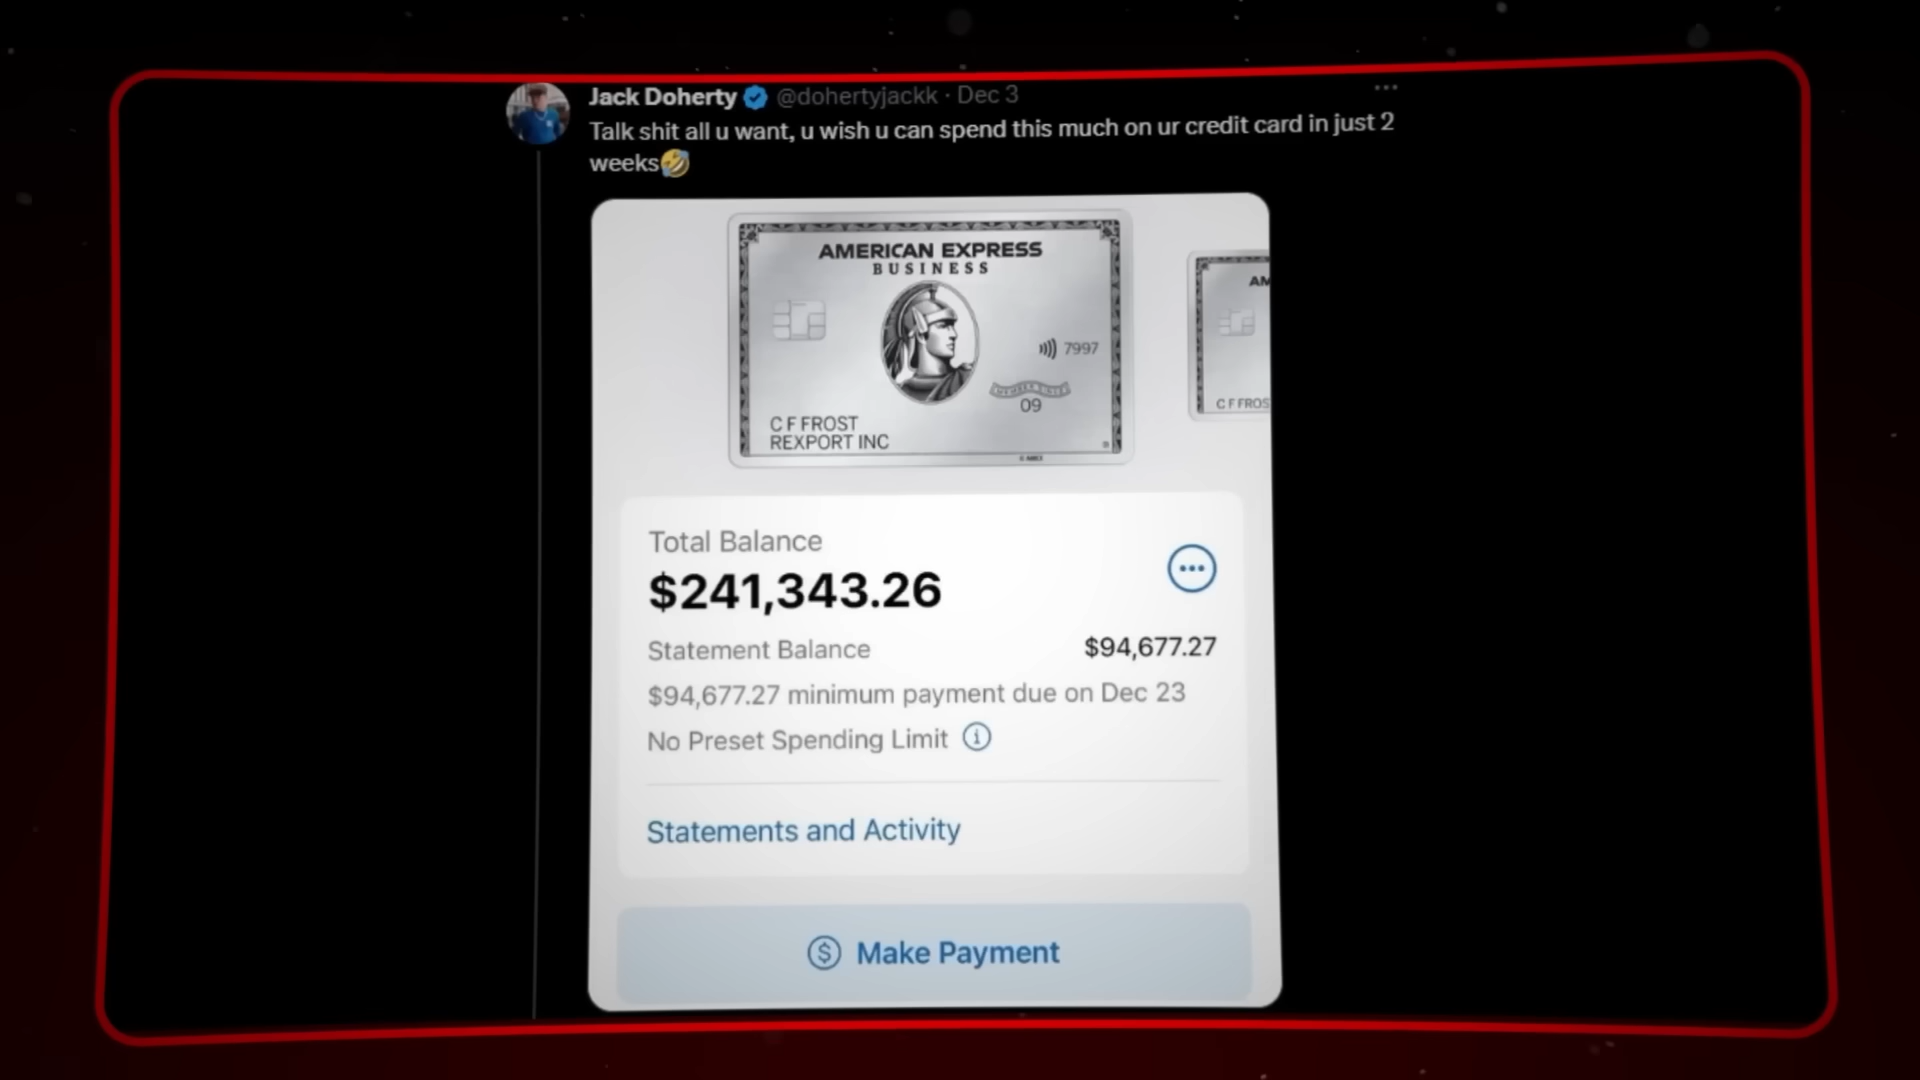 Jack Doherty @dohertyjackk · Dec 3
Talk shit all u want, u wish u can spend this much on ur credit card in just 2
weeks🤣
AMERICAN EXPRESS
BUSINESS
7997
09
C F FROST
REXPORT INC
AM
C F FROS
Total Balance
$241,343.26
Statement Balance $94,677.27
$94,677.27 minimum payment due on Dec 23
No Preset Spending Limit
Statements and Activity
Make Payment